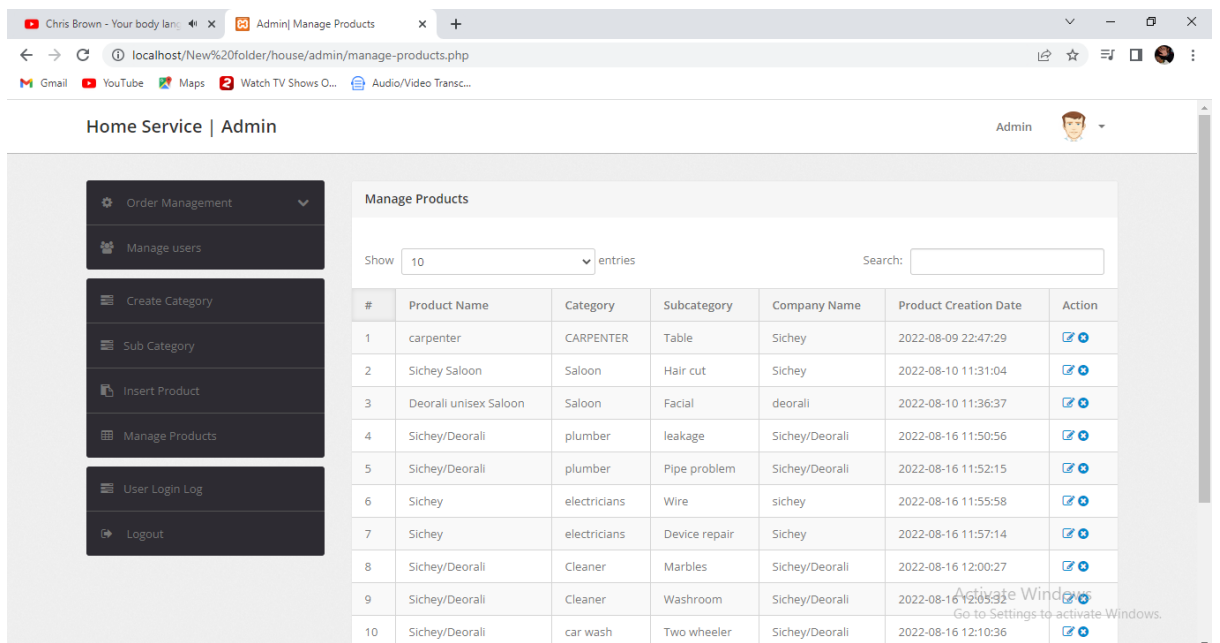 Chris Brown - Your body lang
Admin| Manage Products
localhost/New%20folder/house/admin/manage-products.php
Gmail YouTube Maps Watch TV Shows O... Audio/Video Transc...
Home Service | Admin
Admin
Order Management
Manage users
Create Category
Sub Category
Insert Product
Manage Products
User Login Log
Logout
Manage Products
Show 10 entries Search:
# Product Name Category Subcategory Company Name Product Creation Date Action
1 carpenter CARPENTER Table Sichey 2022-08-09 22:47:29
2 Sichey Saloon Saloon Hair cut Sichey 2022-08-10 11:31:04
3 Deorali unisex Saloon Saloon Facial deorali 2022-08-10 11:36:37
4 Sichey/Deorali plumber leakage Sichey/Deorali 2022-08-16 11:50:56
5 Sichey/Deorali plumber Pipe problem Sichey/Deorali 2022-08-16 11:52:15
6 Sichey electricians Wire sichey 2022-08-16 11:55:58
7 Sichey electricians Device repair Sichey 2022-08-16 11:57:14
8 Sichey/Deorali Cleaner Marbles Sichey/Deorali 2022-08-16 12:00:27
9 Sichey/Deorali Cleaner Washroom Sichey/Deorali 2022-08-16 12:05:32
10 Sichey/Deorali car wash Two wheeler Sichey/Deorali 2022-08-16 12:10:36
Activate Windows
Go to Settings to activate Windows.